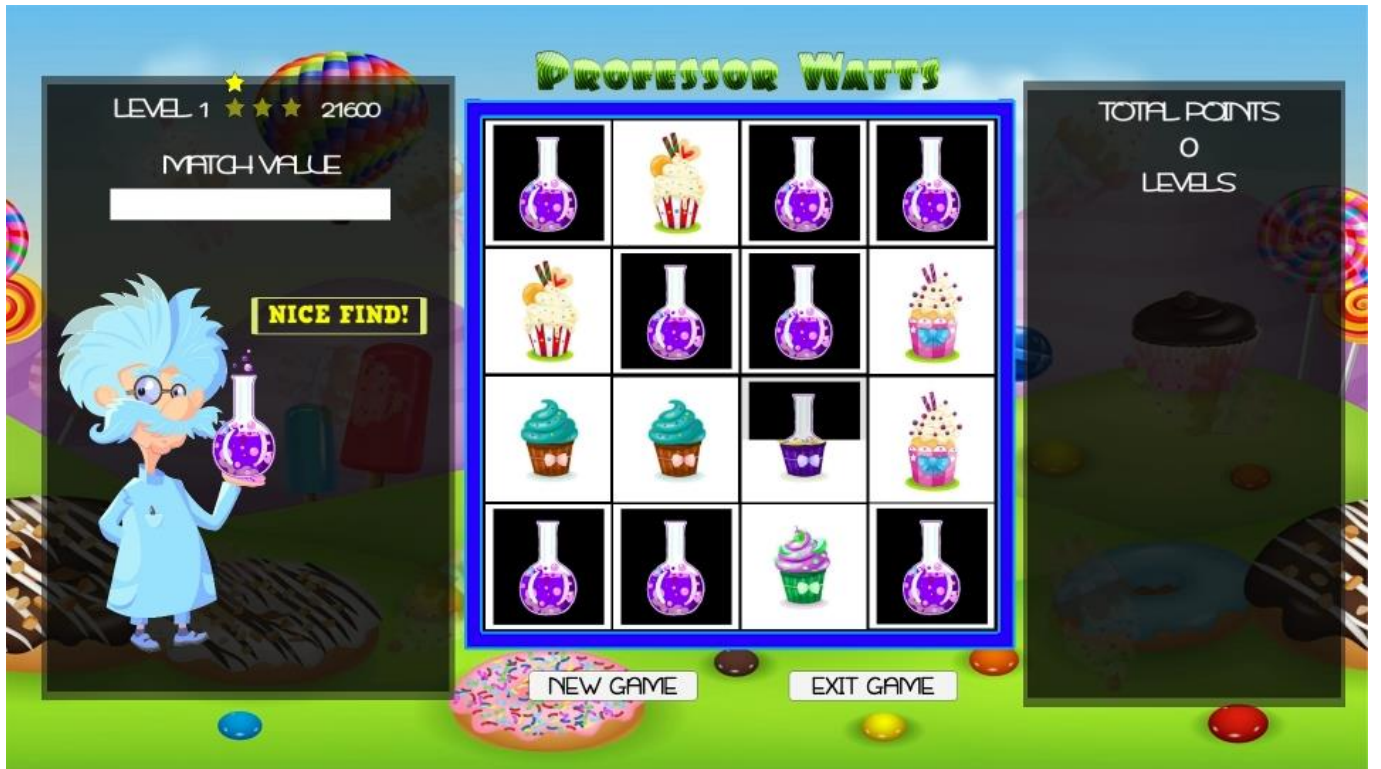 PROFESSOR WATTS
LEVEL 1 21600
MATCH VALUE
NICE FIND!
TOTAL POINTS
0
LEVELS
NEW GAME
EXIT GAME